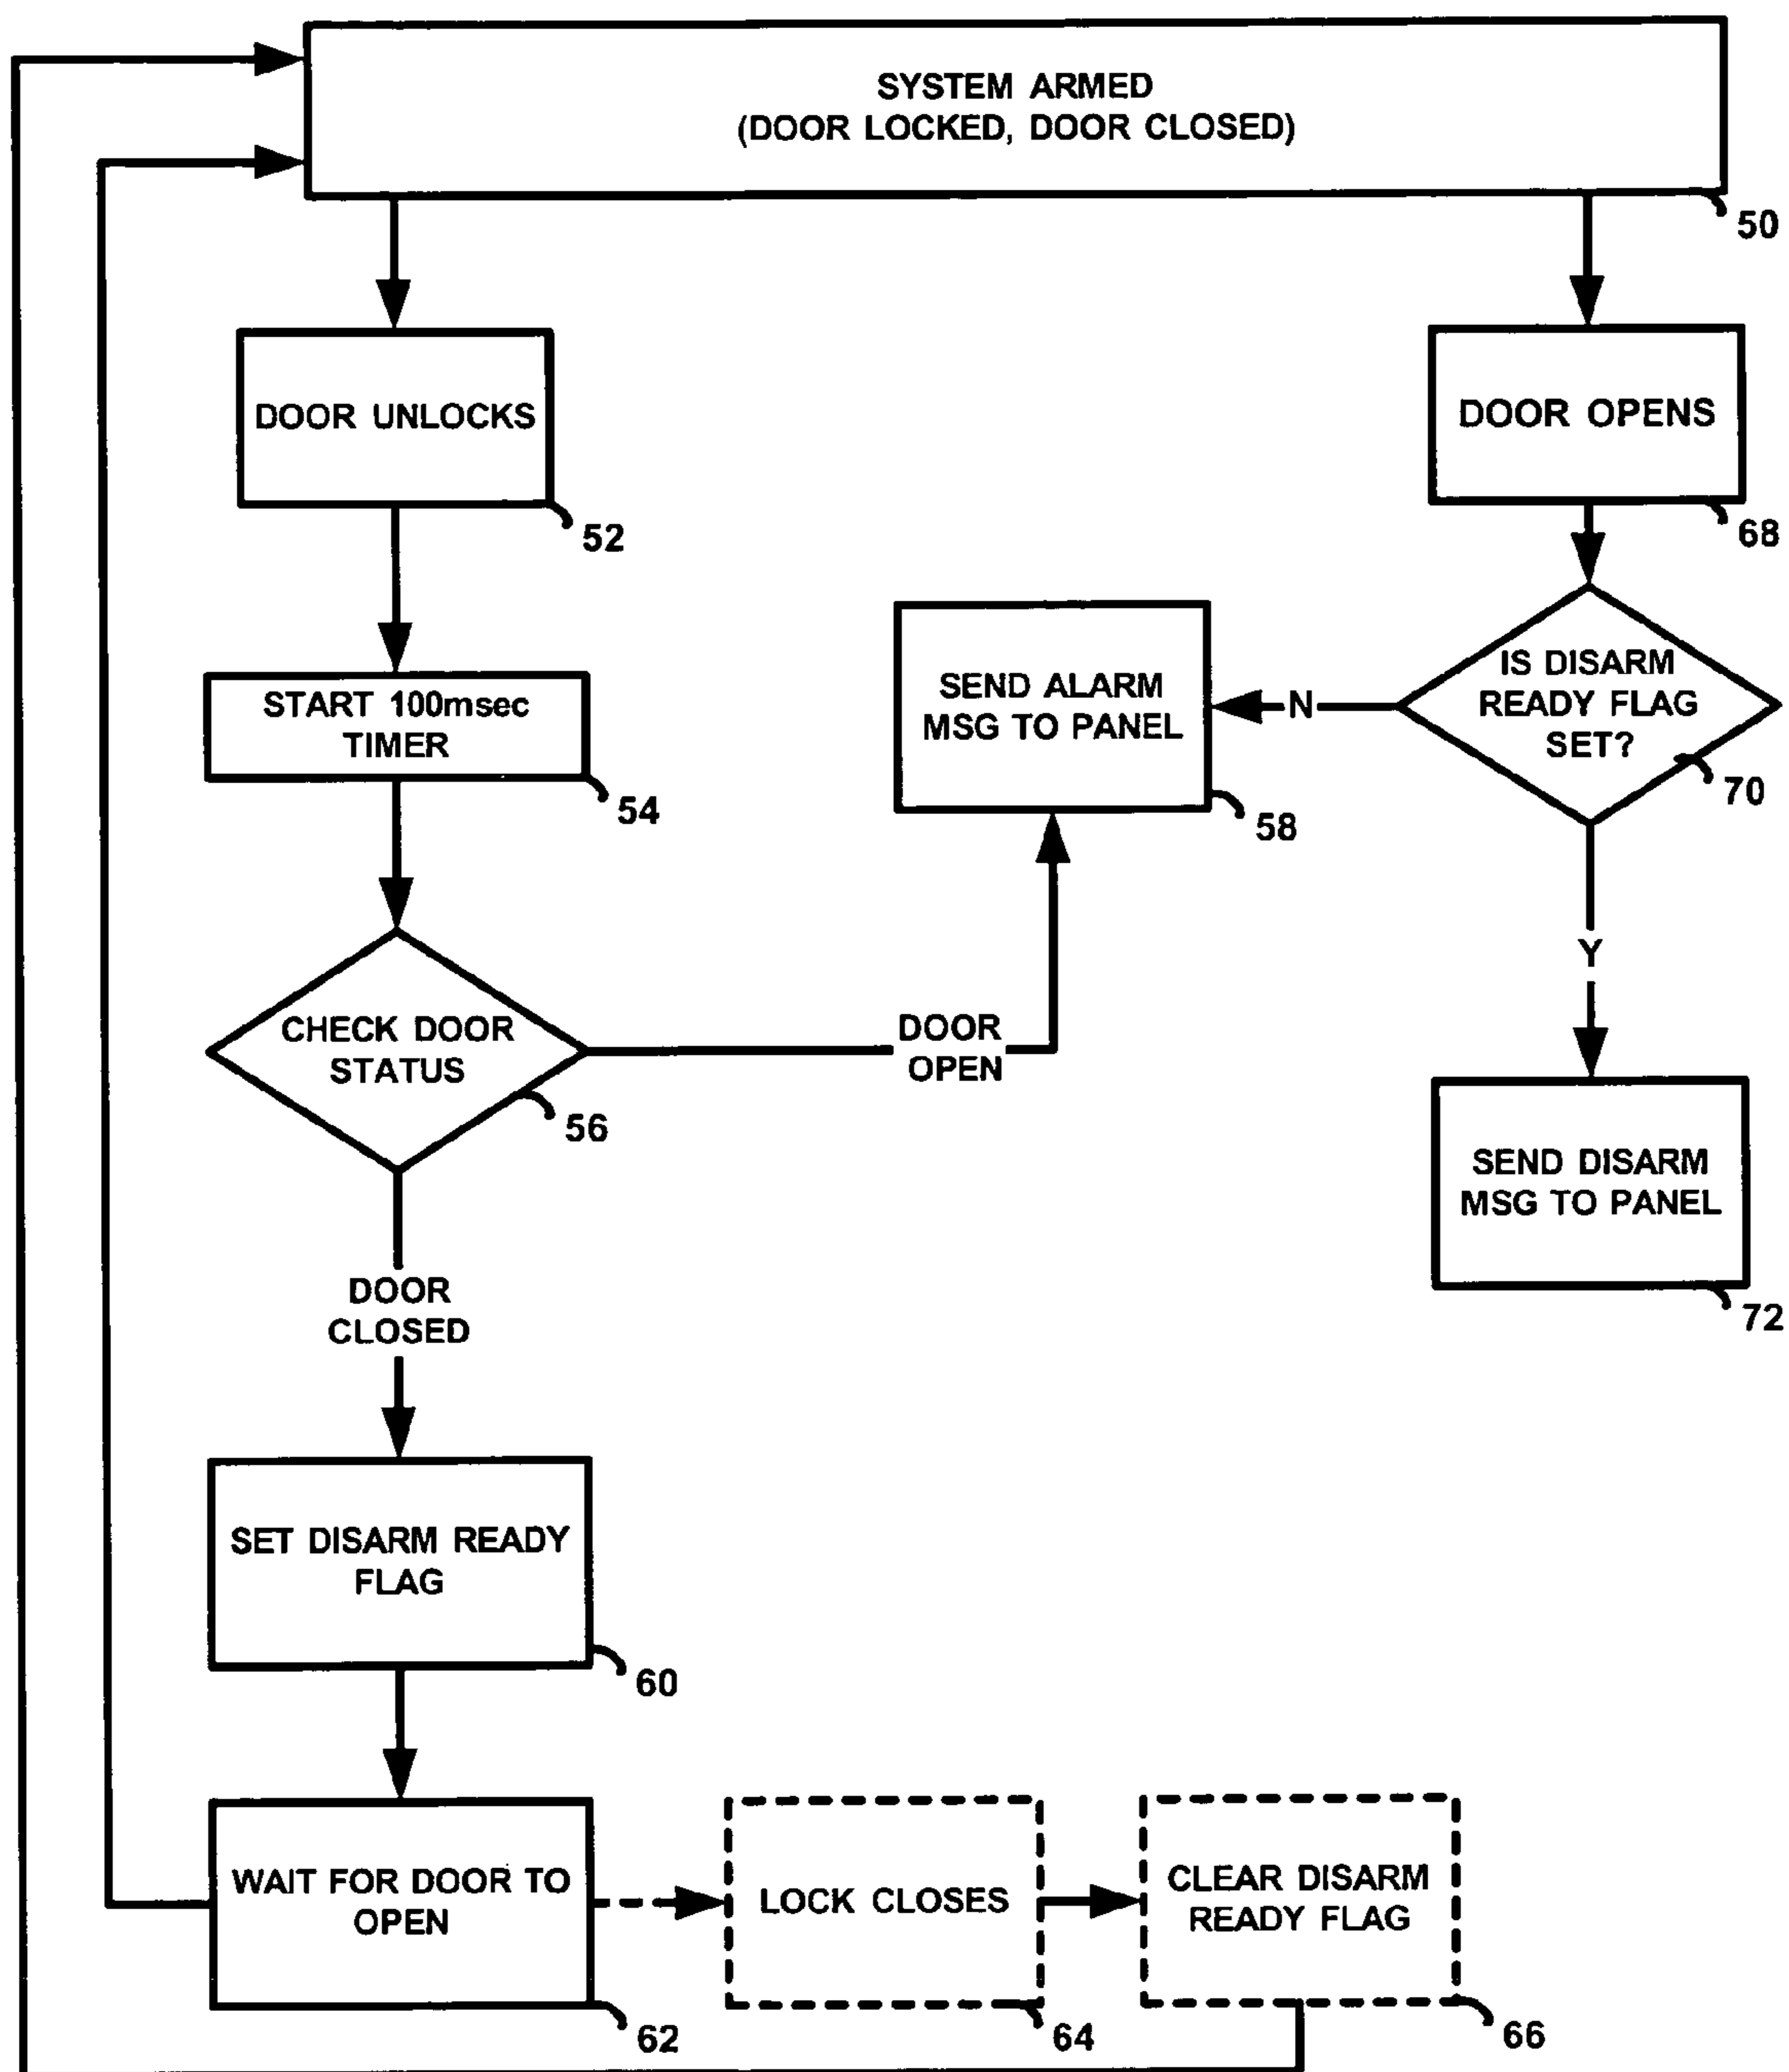 SYSTEM ARMED
(DOOR LOCKED, DOOR CLOSED)
50
DOOR UNLOCKS
52
DOOR OPENS
68
START 100msec
TIMER
54
SEND ALARM
MSG TO PANEL
58
N
IS DISARM
READY FLAG
SET?
70
Y
CHECK DOOR
STATUS
56
DOOR
OPEN
SEND DISARM
MSG TO PANEL
72
DOOR
CLOSED
SET DISARM READY
FLAG
60
WAIT FOR DOOR TO
OPEN
62
LOCK CLOSES
64
CLEAR DISARM
READY FLAG
66